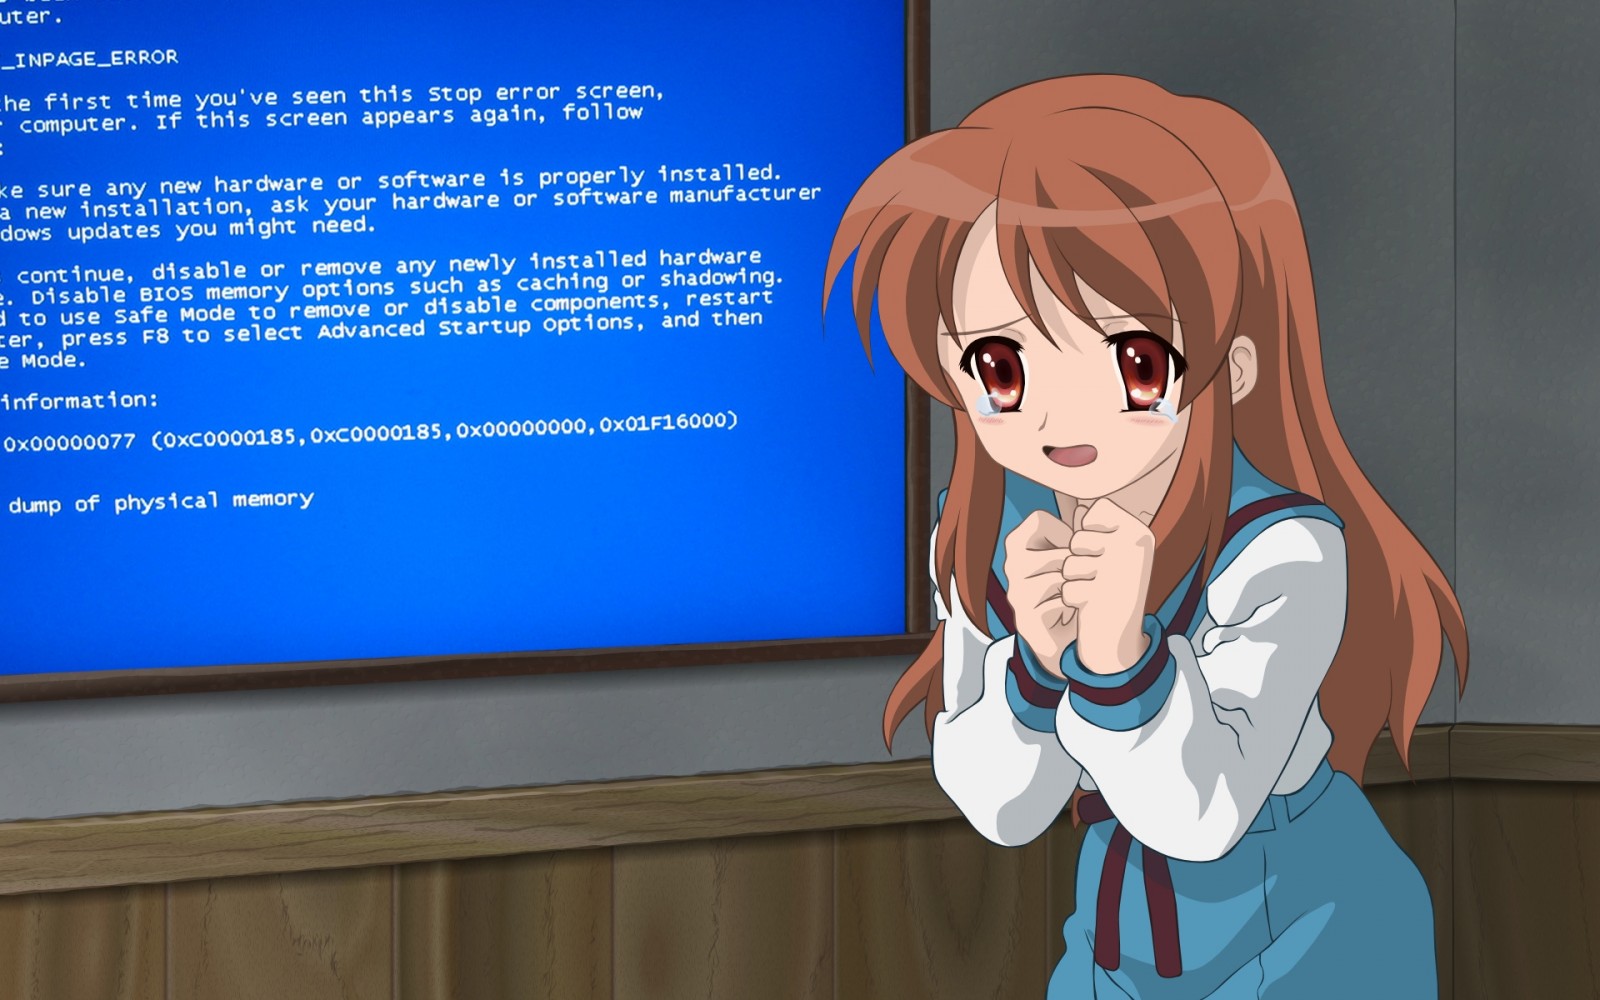 uter.
_INPAGE_ERROR
he first time you've seen this Stop error screen,
computer. If this screen appears again, follow
:
ke sure any new hardware or software is properly installed.
a new installation, ask your hardware or software manufacturer
dows updates you might need.
continue, disable or remove any newly installed hardware
e. Disable BIOS memory options such as caching or shadowing.
d to use Safe Mode to remove or disable components, restart
ter, press F8 to select Advanced Startup Options, and then
e Mode.
information:
0x00000077 (0xC0000185,0xC0000185,0x00000000,0x01F16000)
dump of physical memory